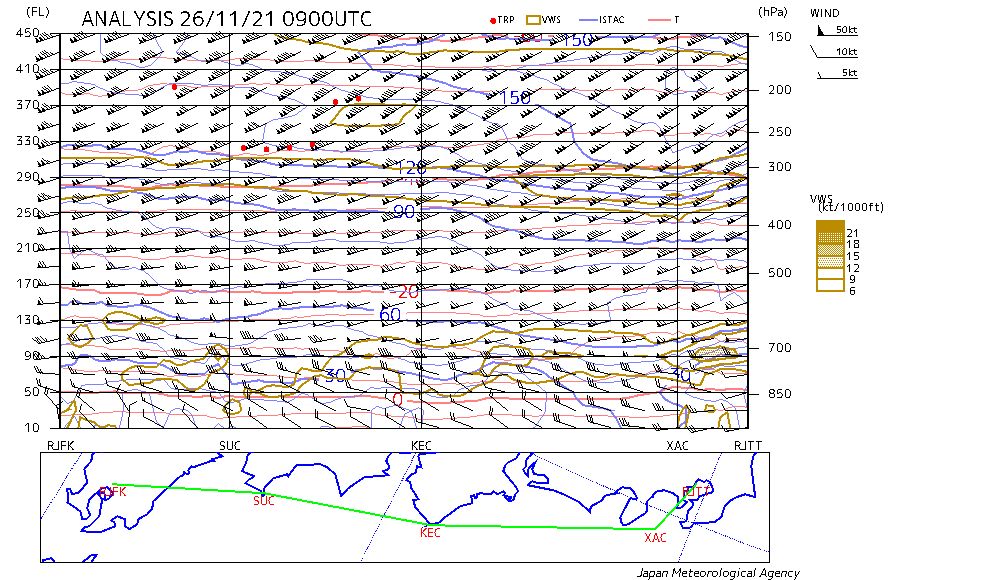 (FL) ANALYSIS 26/11/21 0900UTC TRP VWS ISTAC T (hPa) WIND
450 150 150 50kt
410 10kt
5kt
200
370 150
250
330
120 300
290
VWS
250 90 (kt/1000ft)
400
21
210 18
15
500 12
170 -20 9
6
60
130
700
90
30 30
50 0 850
10
RJFK SUC KEC XAC RJTT
RJFK SUC KEC XAC RJTT
Japan Meteorological Agency